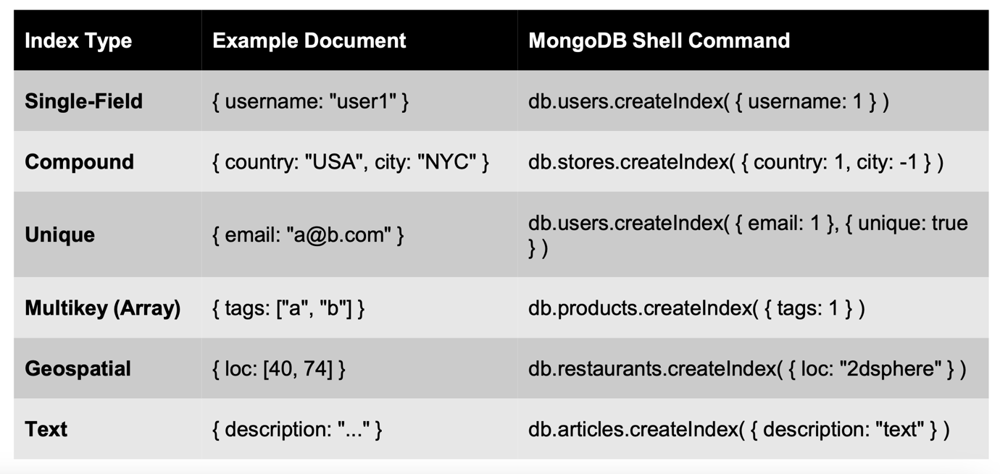 Index Type Example Document MongoDB Shell Command
Single-Field { username: "user1" } db.users.createIndex( { username: 1 } )
Compound { country: "USA", city: "NYC" } db.stores.createIndex( { country: 1, city: -1 } )
Unique { email: "a@b.com" } db.users.createIndex( { email: 1 }, { unique: true
} )
Multikey (Array) { tags: ["a", "b"] } db.products.createIndex( { tags: 1 } )
Geospatial { loc: [40, 74] } db.restaurants.createIndex( { loc: "2dsphere" } )
Text { description: "..." } db.articles.createIndex( { description: "text" } )